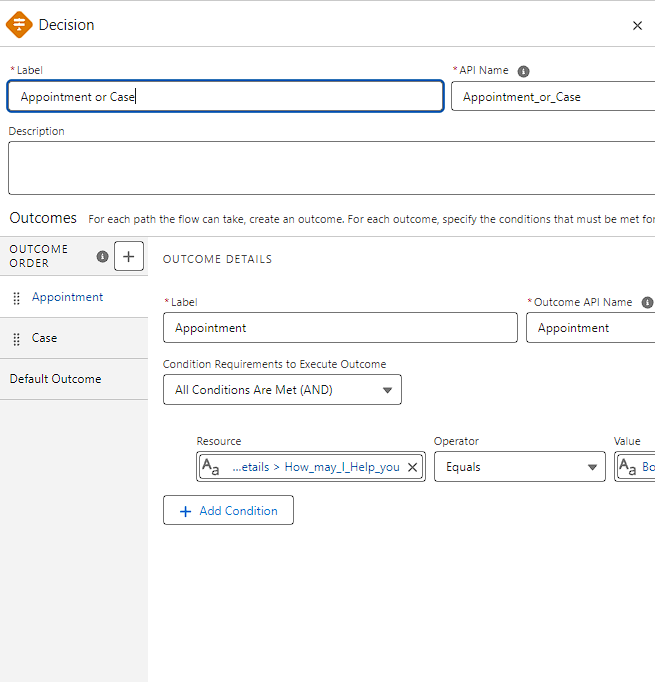 Decision
* Label
* API Name
Appointment or Case
Appointment_or_Case
Description
Outcomes For each path the flow can take, create an outcome. For each outcome, specify the conditions that must be met for
OUTCOME ORDER
OUTCOME DETAILS
Appointment
Case
Default Outcome
* Label
* Outcome API Name
Appointment
Appointment
Condition Requirements to Execute Outcome
All Conditions Are Met (AND)
Resource
Operator
Value
Aa ...etails > How_may_I_Help_you
Equals
Aa Bo
+ Add Condition